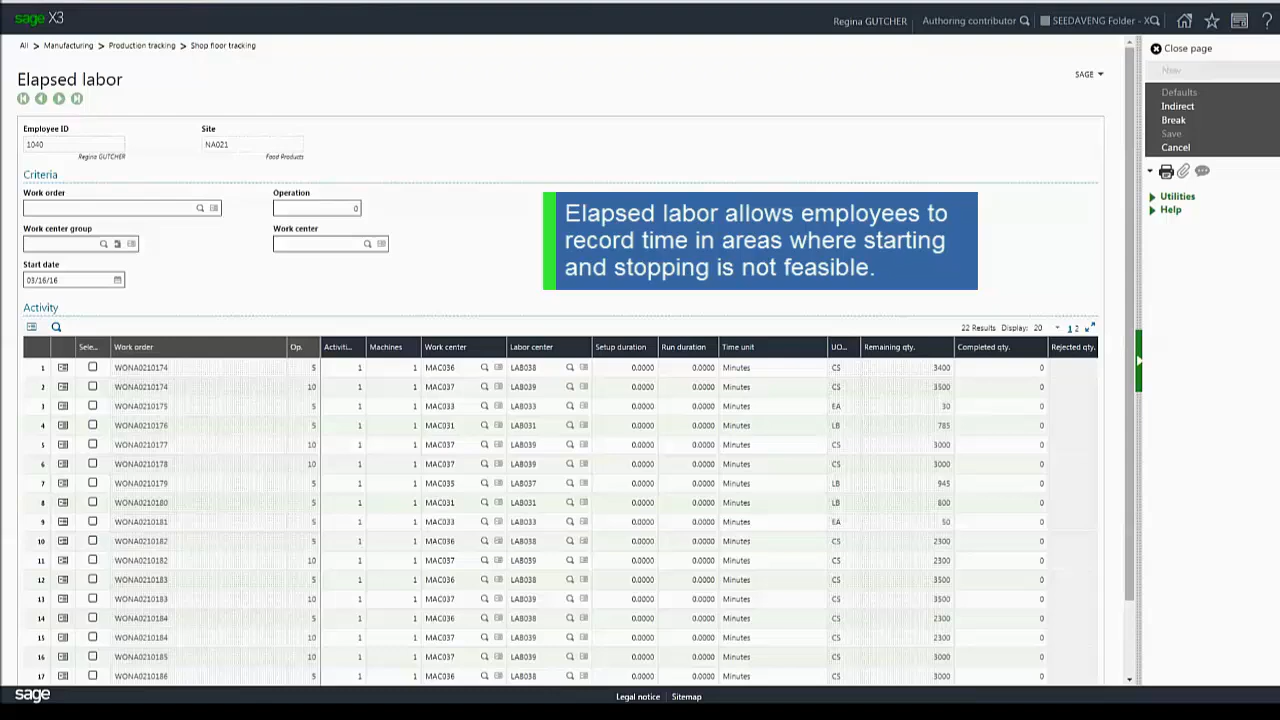 sage X3
Regina GUTCHER
Authoring contributor
SEEDAVENG Folder - X
?
All > Manufacturing > Production tracking > Shop floor tracking
Close page
Elapsed labor
SAGE
New
Defaults
Indirect
Break
Save
Cancel
Utilities
Help
Employee ID Site
1040 NA021
Regina GUTCHER Food Products
Criteria
Work order Operation
0
Work center group Work center
Start date
03/16/16
Elapsed labor allows employees to
record time in areas where starting
and stopping is not feasible.
Activity
22 Results Display: 20 1 2
Sele... Work order Op. Activiti... Machines Work center Labor center Setup duration Run duration Time unit UO... Remaining qty. Completed qty. Rejected qty.
1 WONA0210174 5 1 1 MAC036 LAB038 0.0000 0.0000 Minutes CS 3400 0
2 WONA0210174 10 1 1 MAC037 LAB039 0.0000 0.0000 Minutes CS 3500 0
3 WONA0210175 5 1 1 MAC033 LAB033 0.0000 0.0000 Minutes EA 30 0
4 WONA0210176 5 1 1 MAC031 LAB031 0.0000 0.0000 Minutes LB 785 0
5 WONA0210177 10 1 1 MAC037 LAB039 0.0000 0.0000 Minutes CS 3000 0
6 WONA0210178 10 1 1 MAC037 LAB039 0.0000 0.0000 Minutes CS 3000 0
7 WONA0210179 5 1 1 MAC035 LAB037 0.0000 0.0000 Minutes LB 945 0
8 WONA0210180 5 1 1 MAC031 LAB031 0.0000 0.0000 Minutes LB 800 0
9 WONA0210181 5 1 1 MAC033 LAB033 0.0000 0.0000 Minutes EA 50 0
10 WONA0210182 5 1 1 MAC036 LAB038 0.0000 0.0000 Minutes CS 2300 0
11 WONA0210182 10 1 1 MAC037 LAB039 0.0000 0.0000 Minutes CS 2300 0
12 WONA0210183 5 1 1 MAC036 LAB038 0.0000 0.0000 Minutes CS 3500 0
13 WONA0210183 10 1 1 MAC037 LAB039 0.0000 0.0000 Minutes CS 3500 0
14 WONA0210184 5 1 1 MAC036 LAB038 0.0000 0.0000 Minutes CS 2300 0
15 WONA0210184 10 1 1 MAC037 LAB039 0.0000 0.0000 Minutes CS 2300 0
16 WONA0210185 10 1 1 MAC037 LAB039 0.0000 0.0000 Minutes CS 3000 0
17 WONA0210186 5 1 1 MAC036 LAB038 0.0000 0.0000 Minutes CS 2300 0
sage
Legal notice Sitemap